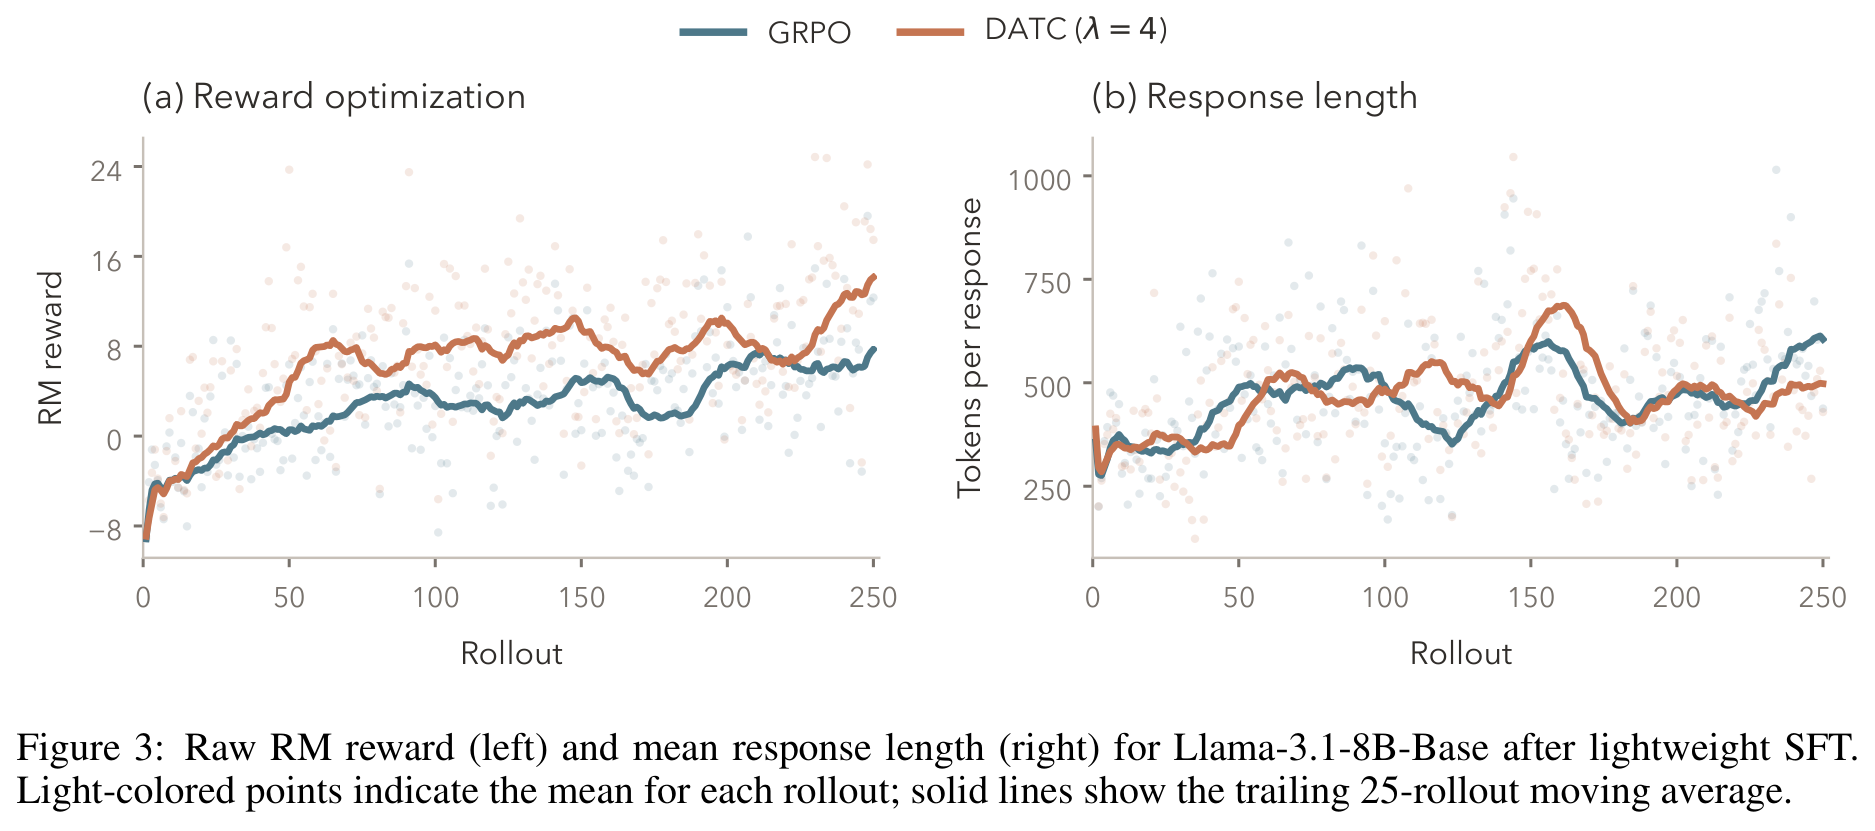 GRPO DATC (λ = 4)
(a) Reward optimization
(b) Response length
RM reward
24
16
8
0
−8
0 50 100 150 200 250
Rollout
Tokens per response
1000
750
500
250
0 50 100 150 200 250
Rollout
Figure 3: Raw RM reward (left) and mean response length (right) for Llama-3.1-8B-Base after lightweight SFT.
Light-colored points indicate the mean for each rollout; solid lines show the trailing 25-rollout moving average.